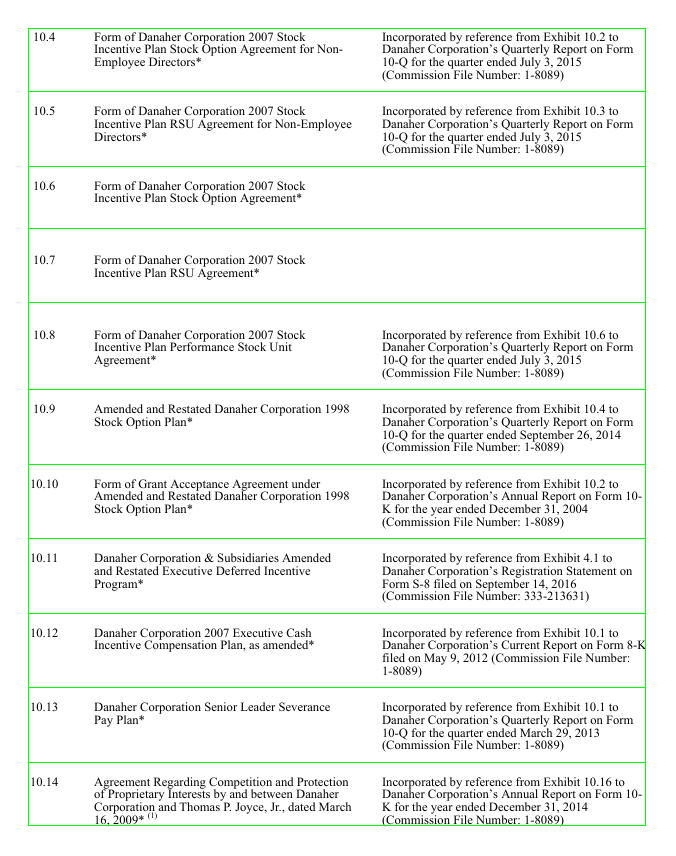 10.4 Form of Danaher Corporation 2007 Stock Incorporated by reference from Exhibit 10.2 to
Incentive Plan Stock Option Agreement for Non- Danaher Corporation’s Quarterly Report on Form
Employee Directors* 10-Q for the quarter ended July 3, 2015
(Commission File Number: 1-8089)
10.5 Form of Danaher Corporation 2007 Stock Incorporated by reference from Exhibit 10.3 to
Incentive Plan RSU Agreement for Non-Employee Danaher Corporation’s Quarterly Report on Form
Directors* 10-Q for the quarter ended July 3, 2015
(Commission File Number: 1-8089)
10.6 Form of Danaher Corporation 2007 Stock
Incentive Plan Stock Option Agreement*
10.7 Form of Danaher Corporation 2007 Stock
Incentive Plan RSU Agreement*
10.8 Form of Danaher Corporation 2007 Stock Incorporated by reference from Exhibit 10.6 to
Incentive Plan Performance Stock Unit Danaher Corporation’s Quarterly Report on Form
Agreement* 10-Q for the quarter ended July 3, 2015
(Commission File Number: 1-8089)
10.9 Amended and Restated Danaher Corporation 1998 Incorporated by reference from Exhibit 10.4 to
Stock Option Plan* Danaher Corporation’s Quarterly Report on Form
10-Q for the quarter ended September 26, 2014
(Commission File Number: 1-8089)
10.10 Form of Grant Acceptance Agreement under Incorporated by reference from Exhibit 10.2 to
Amended and Restated Danaher Corporation 1998 Danaher Corporation’s Annual Report on Form 10-
Stock Option Plan* K for the year ended December 31, 2004
(Commission File Number: 1-8089)
10.11 Danaher Corporation & Subsidiaries Amended Incorporated by reference from Exhibit 4.1 to
and Restated Executive Deferred Incentive Danaher Corporation’s Registration Statement on
Program* Form S-8 filed on September 14, 2016
(Commission File Number: 333-213631)
10.12 Danaher Corporation 2007 Executive Cash Incorporated by reference from Exhibit 10.1 to
Incentive Compensation Plan, as amended* Danaher Corporation’s Current Report on Form 8-K
filed on May 9, 2012 (Commission File Number:
1-8089)
10.13 Danaher Corporation Senior Leader Severance Incorporated by reference from Exhibit 10.1 to
Pay Plan* Danaher Corporation’s Quarterly Report on Form
10-Q for the quarter ended March 29, 2013
(Commission File Number: 1-8089)
10.14 Agreement Regarding Competition and Protection Incorporated by reference from Exhibit 10.16 to
of Proprietary Interests by and between Danaher Danaher Corporation’s Annual Report on Form 10-
Corporation and Thomas P. Joyce, Jr., dated March K for the year ended December 31, 2014
16, 2009* (1) (Commission File Number: 1-8089)